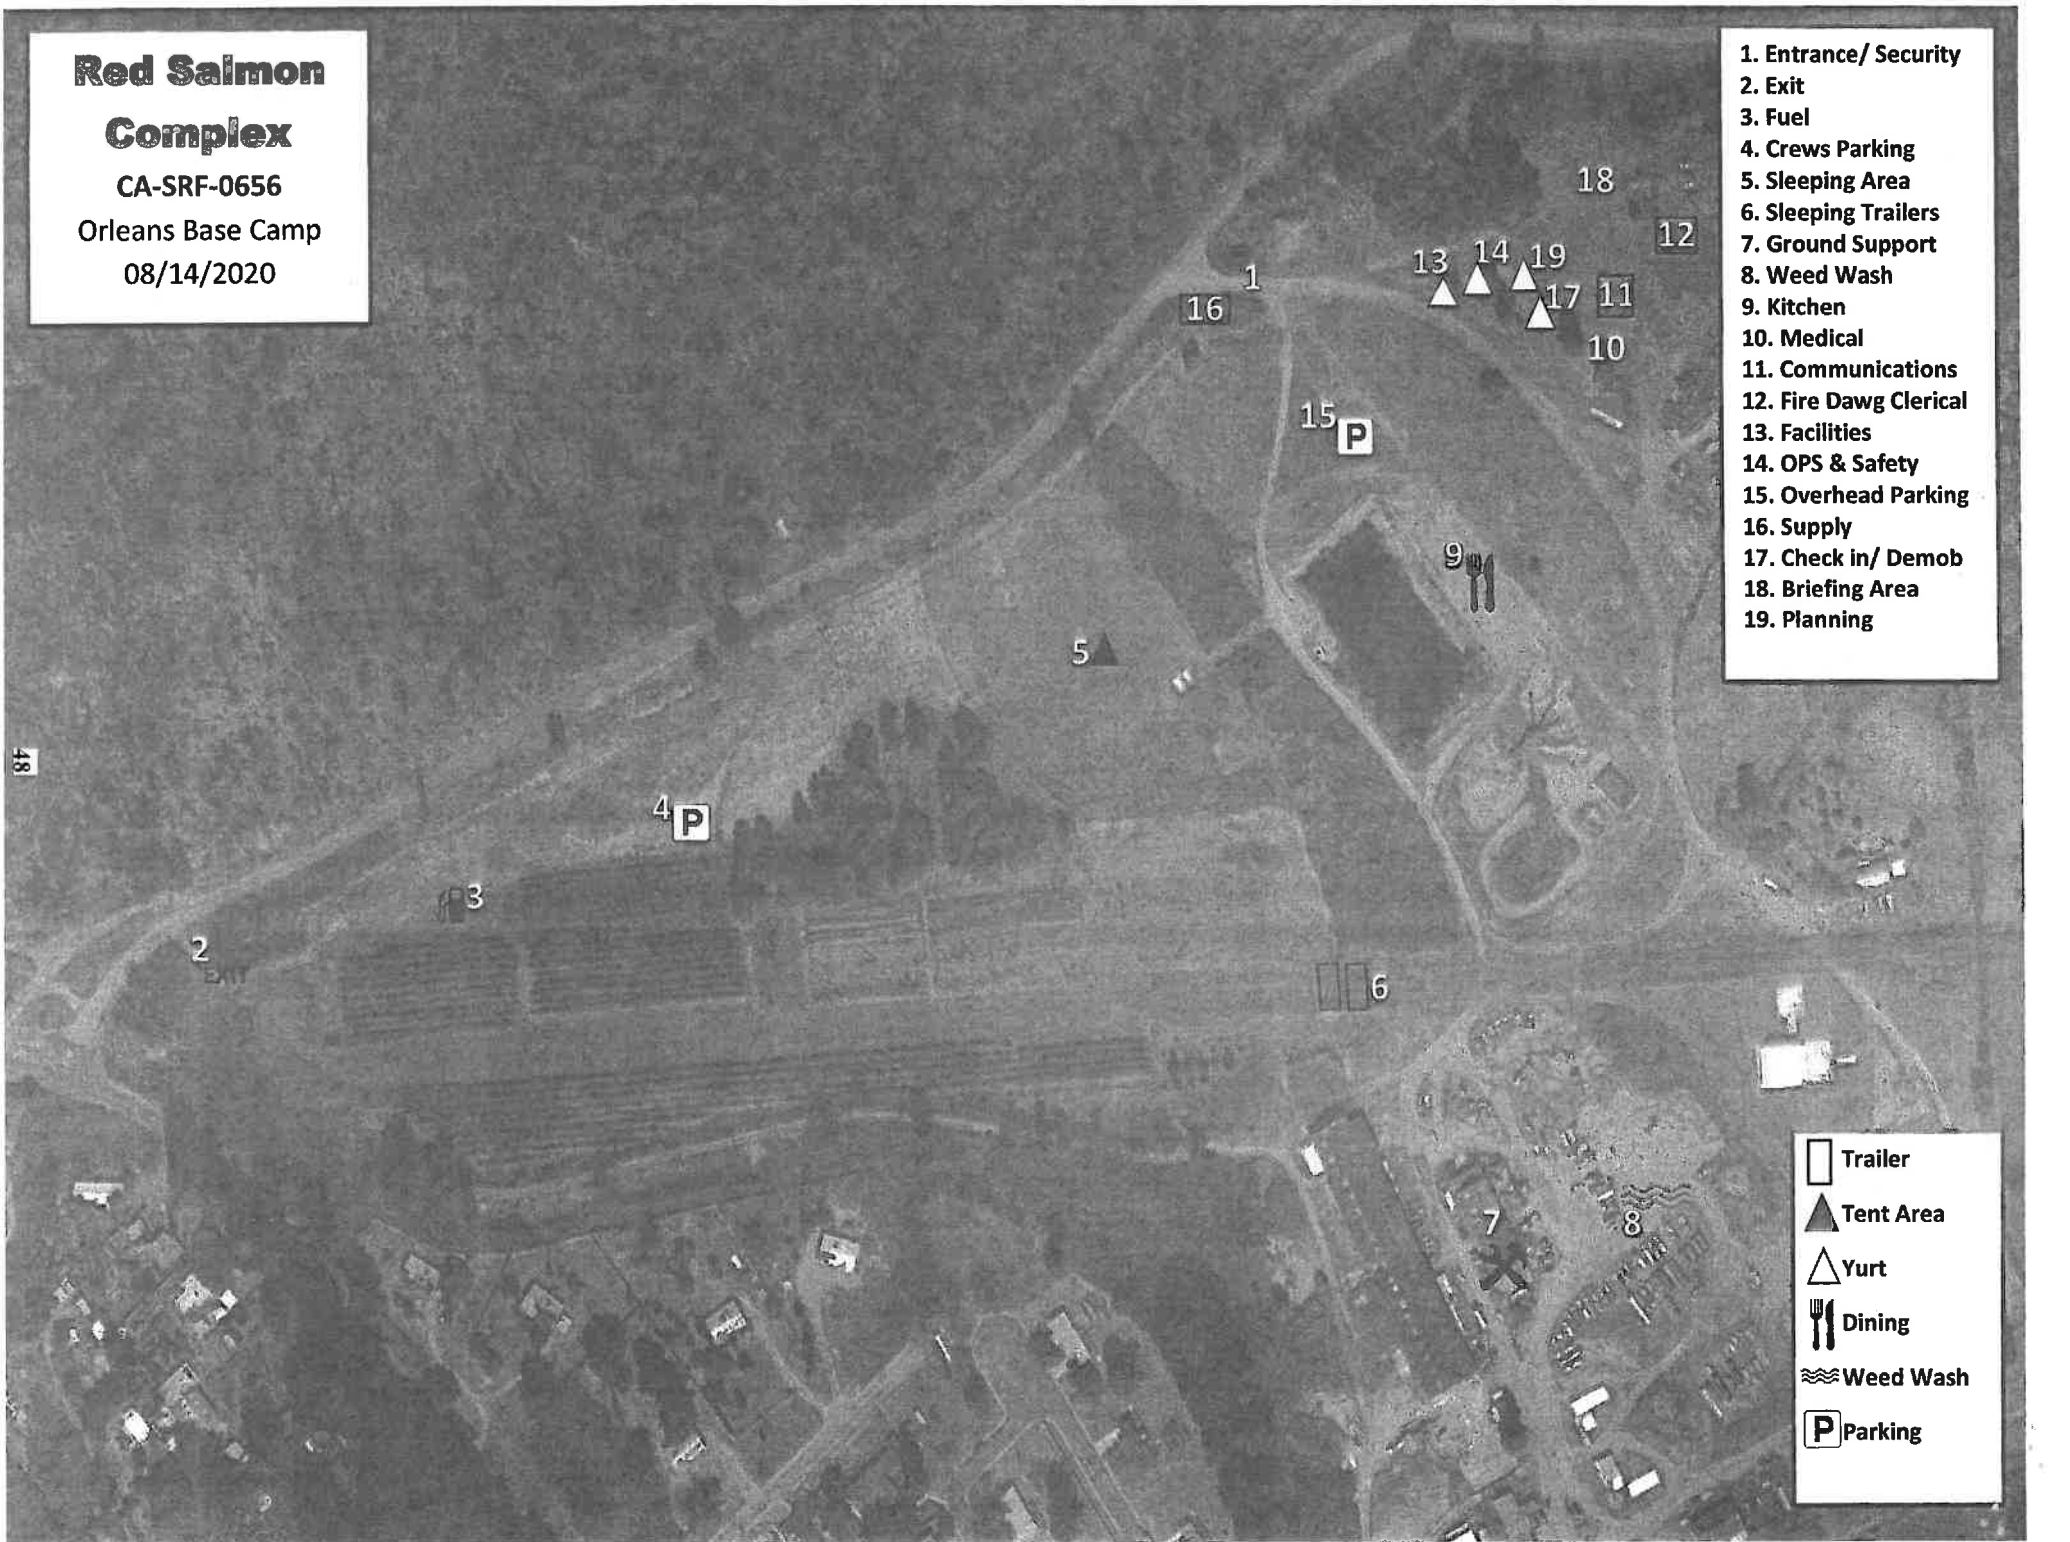 Red Salmon
Complex
CA-SRF-0656
Orleans Base Camp
08/14/2020
1. Entrance/ Security
2. Exit
3. Fuel
4. Crews Parking
5. Sleeping Area
6. Sleeping Trailers
7. Ground Support
8. Weed Wash
9. Kitchen
10. Medical
11. Communications
12. Fire Dawg Clerical
13. Facilities
14. OPS & Safety
15. Overhead Parking
16. Supply
17. Check in/ Demob
18. Briefing Area
19. Planning
18
12
13
14
19
17
11
1
16
10
15
P
9
5
48
4
P
3
2
EXIT
6
7
8
Trailer
Tent Area
Yurt
Dining
Weed Wash
P Parking